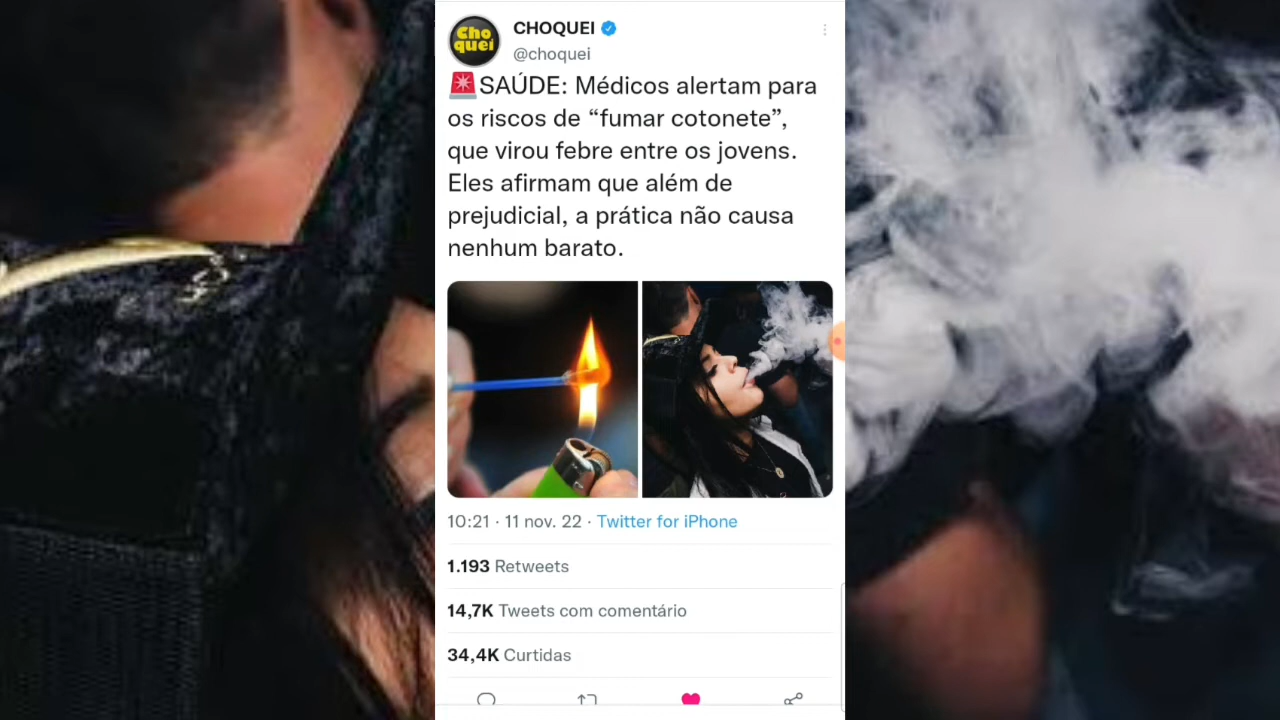 Cho
quei
CHOQUEI
@choquei
🚨SAÚDE: Médicos alertam para
os riscos de “fumar cotonete”,
que virou febre entre os jovens.
Eles afirmam que além de
prejudicial, a prática não causa
nenhum barato.
10:21 · 11 nov. 22 · Twitter for iPhone
1.193 Retweets
14,7K Tweets com comentário
34,4K Curtidas